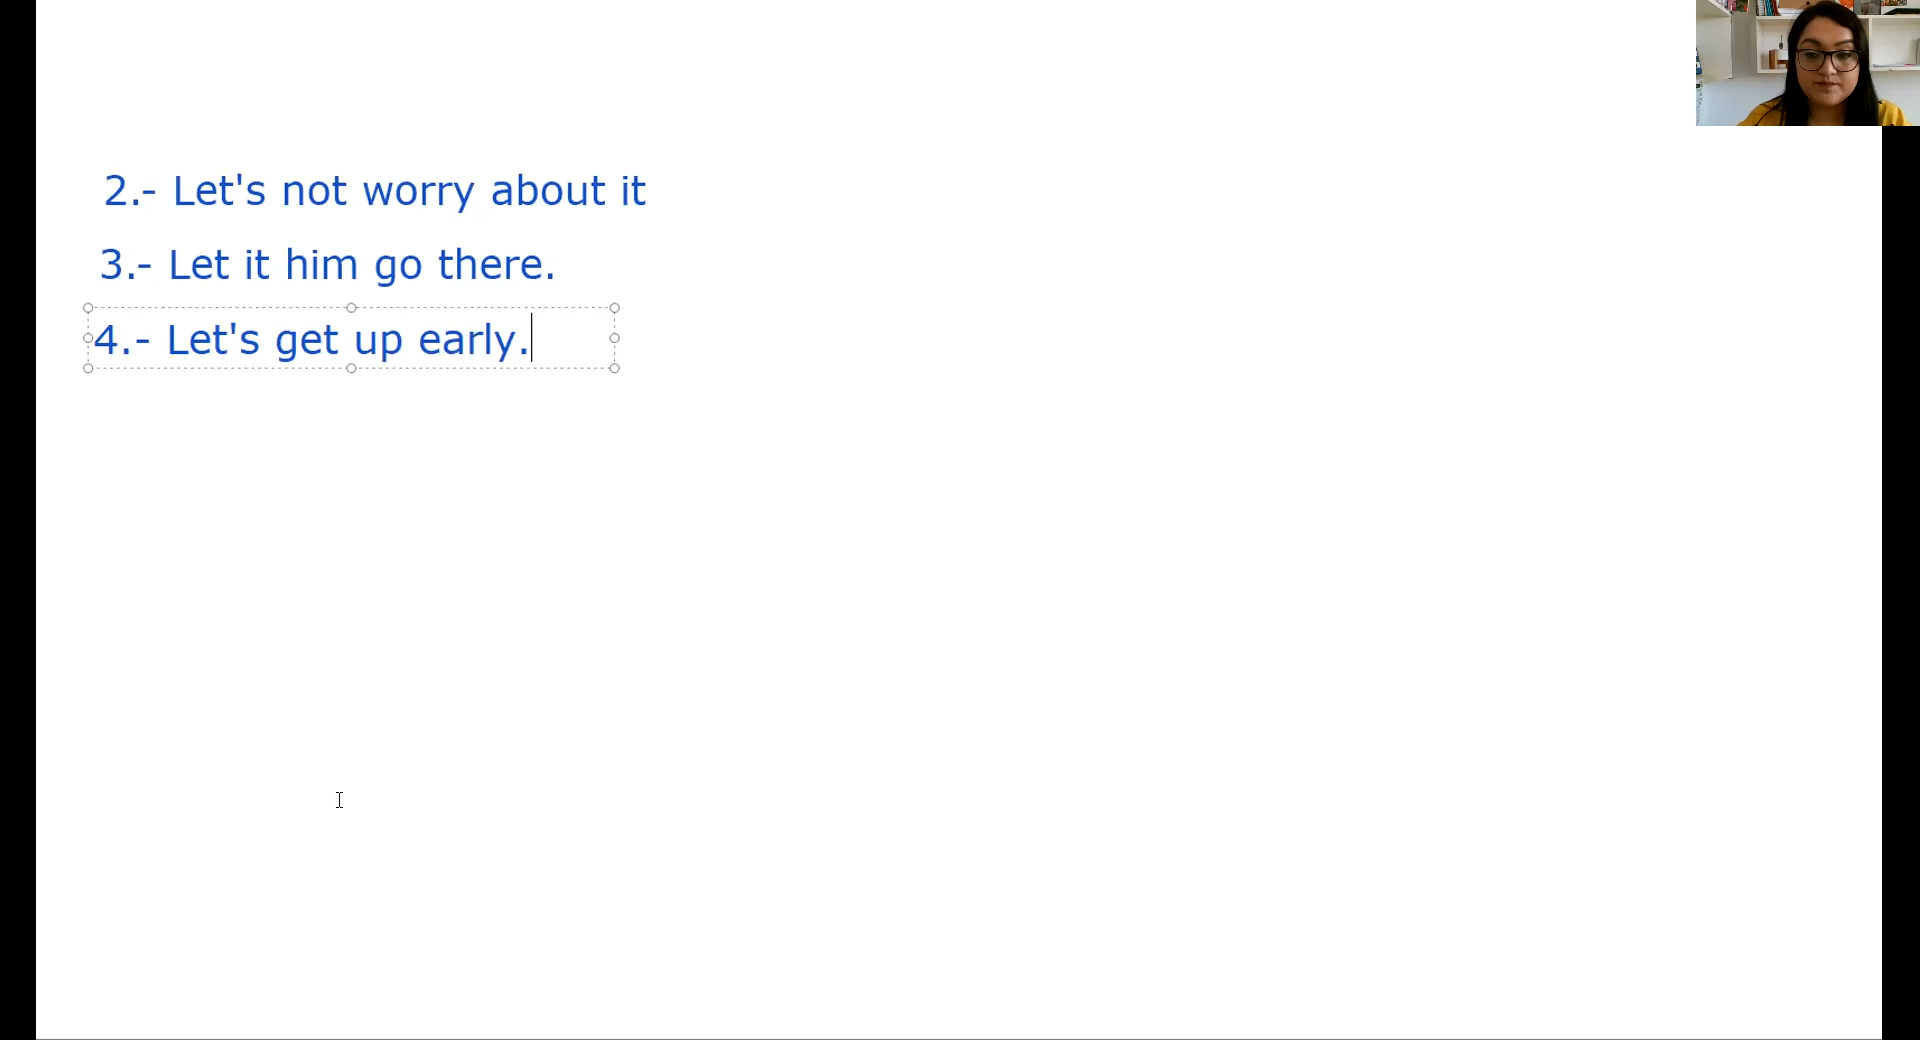 2.- Let's not worry about it
3.- Let it him go there.
4.- Let's get up early.